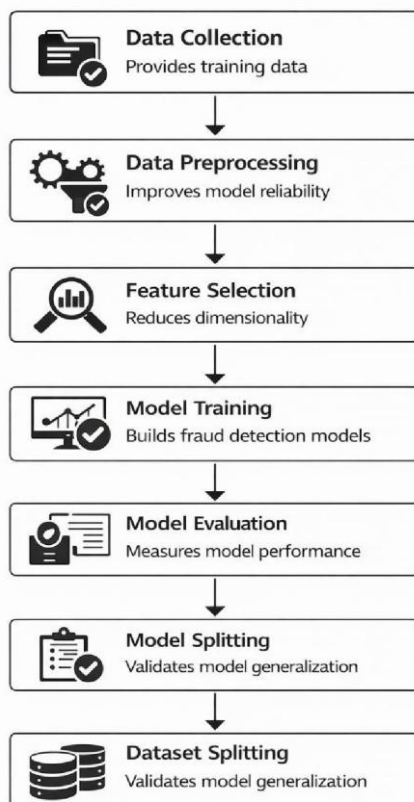 Data Collection
Provides training data
Data Preprocessing
Improves model reliability
Feature Selection
Reduces dimensionality
Model Training
Builds fraud detection models
Model Evaluation
Measures model performance
Model Splitting
Validates model generalization
Dataset Splitting
Validates model generalization